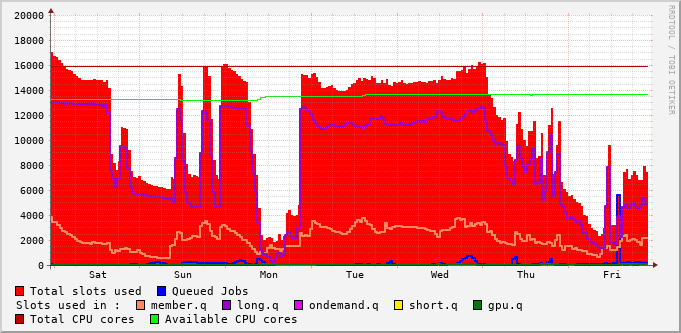 RRDTOOL / TOBI OETIKER
20000
18000
16000
14000
12000
10000
8000
6000
4000
2000
0
Sat Sun Mon Tue Wed Thu Fri
Total slots used Queued Jobs
Slots used in : member.q long.q ondemand.q short.q gpu.q
Total CPU cores Available CPU cores